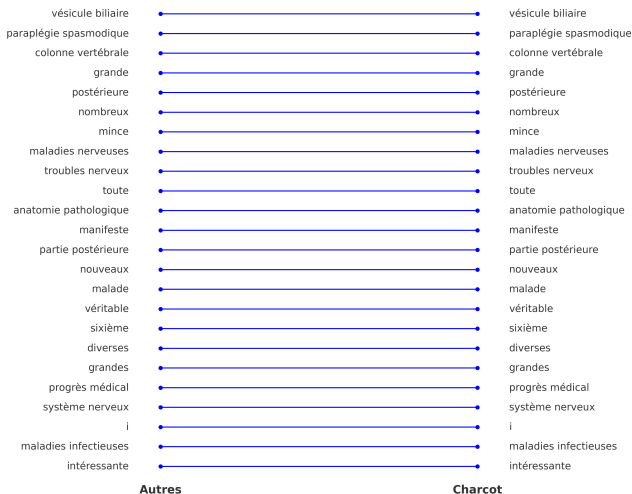 vésicule biliaire vésicule biliaire
paraplégie spasmodique paraplégie spasmodique
colonne vertébrale colonne vertébrale
grande grande
postérieure postérieure
nombreux nombreux
mince mince
maladies nerveuses maladies nerveuses
troubles nerveux troubles nerveux
toute toute
anatomie pathologique anatomie pathologique
manifeste manifeste
partie postérieure partie postérieure
nouveaux nouveaux
malade malade
véritable véritable
sixième sixième
diverses diverses
grandes grandes
progrès médical progrès médical
système nerveux système nerveux
i i
maladies infectieuses maladies infectieuses
intéressante intéressante
Autres Charcot